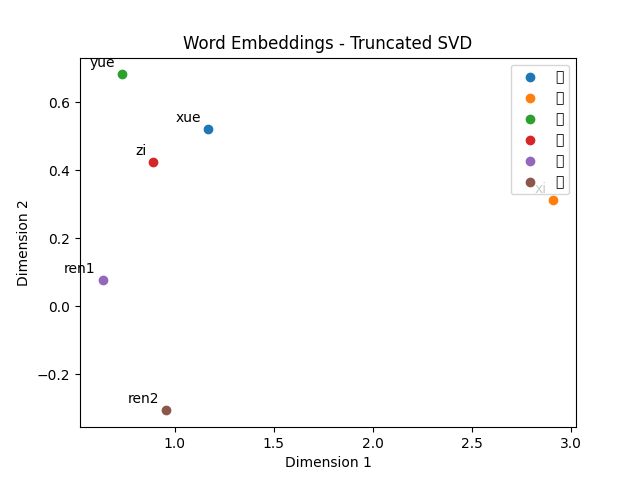 Word Embeddings - Truncated SVD
yue
xue
zi
xi
ren1
ren2
Dimension 2
0.6
0.4
0.2
0.0
−0.2
1.0
1.5
2.0
2.5
3.0
Dimension 1